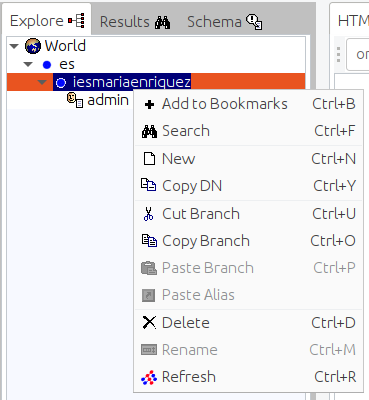 Explore Results Schema HTM
World
es
iesmariaenriquez
admin
Add to Bookmarks Ctrl+B
Search Ctrl+F
New Ctrl+N
Copy DN Ctrl+Y
Cut Branch Ctrl+U
Copy Branch Ctrl+O
Paste Branch Ctrl+P
Paste Alias
Delete Ctrl+D
Rename Ctrl+M
Refresh Ctrl+R